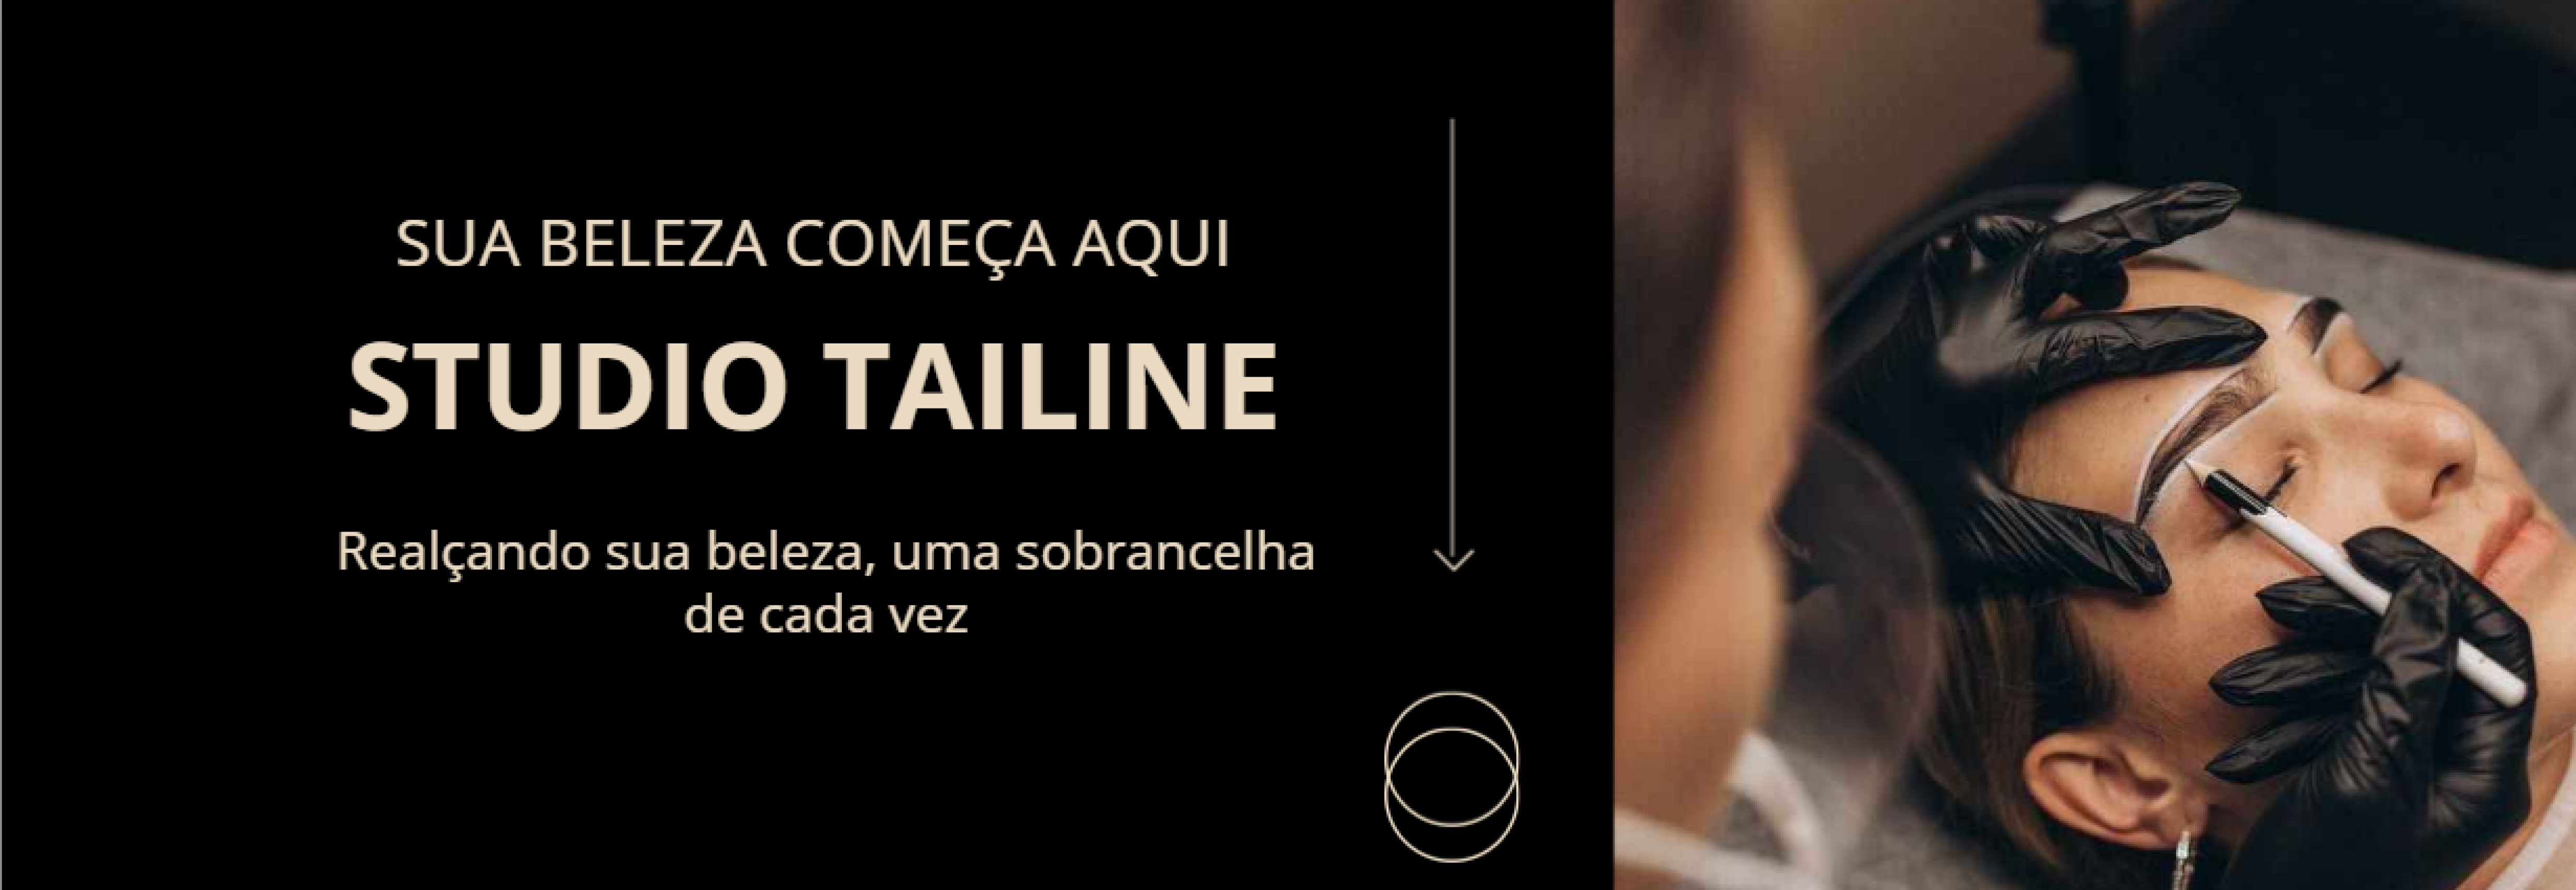 SUA BELEZA COMEÇA AQUI
STUDIO TAILINE
Realçando sua beleza, uma sobrancelha
de cada vez